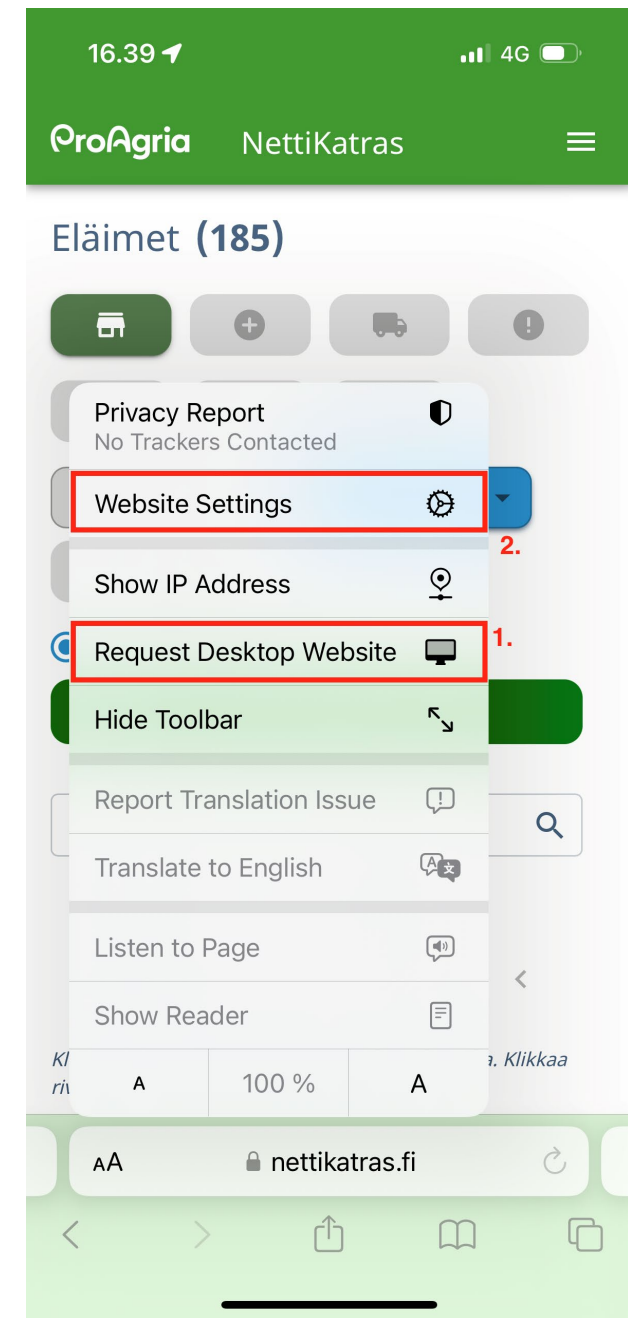 16.39 4G
ProAgria NettiKatras
Eläimet (185)
Privacy Report
No Trackers Contacted
Website Settings
2.
Show IP Address
Request Desktop Website 1.
Hide Toolbar
Report Translation Issue
Translate to English
Listen to Page
Show Reader
Kl a. Klikkaa
riv
A 100 % A
AA nettikatras.fi